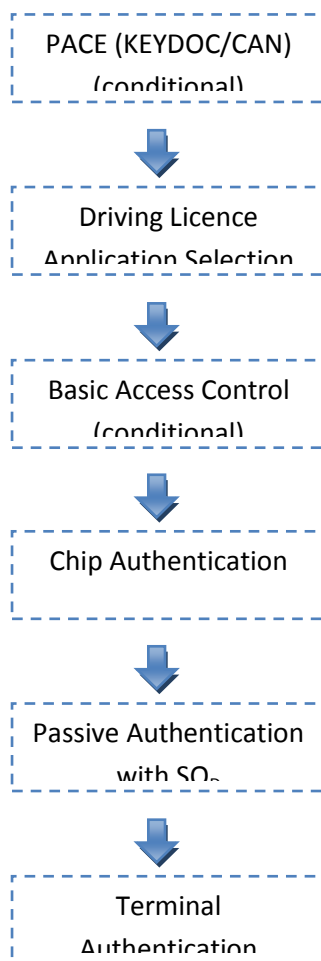 PACE (KEYDOC/CAN)
(conditional)
Driving Licence
Application Selection
Basic Access Control
(conditional)
Chip Authentication
Passive Authentication
with SO_D
Terminal
Authentication